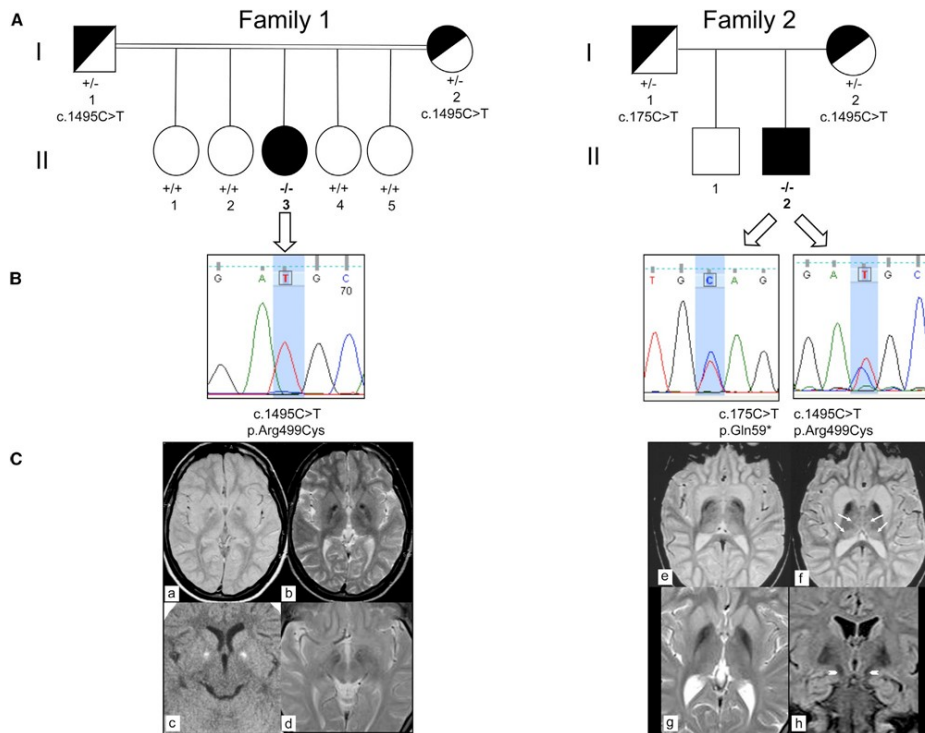 A
Family 1
Family 2
I
+/-
1
c.1495C>T
+/-
2
c.1495C>T
I
+/-
1
c.175C>T
+/-
2
c.1495C>T
II
+/+
1
+/+
2
-/-
3
+/+
4
+/+
5
II
1
-/-
2
B
G A T G C
70
T G C A G
G A T G C
c.1495C>T
p.Arg499Cys
c.175C>T
p.Gln59*
c.1495C>T
p.Arg499Cys
C
a
b
c
d
e
f
g
h